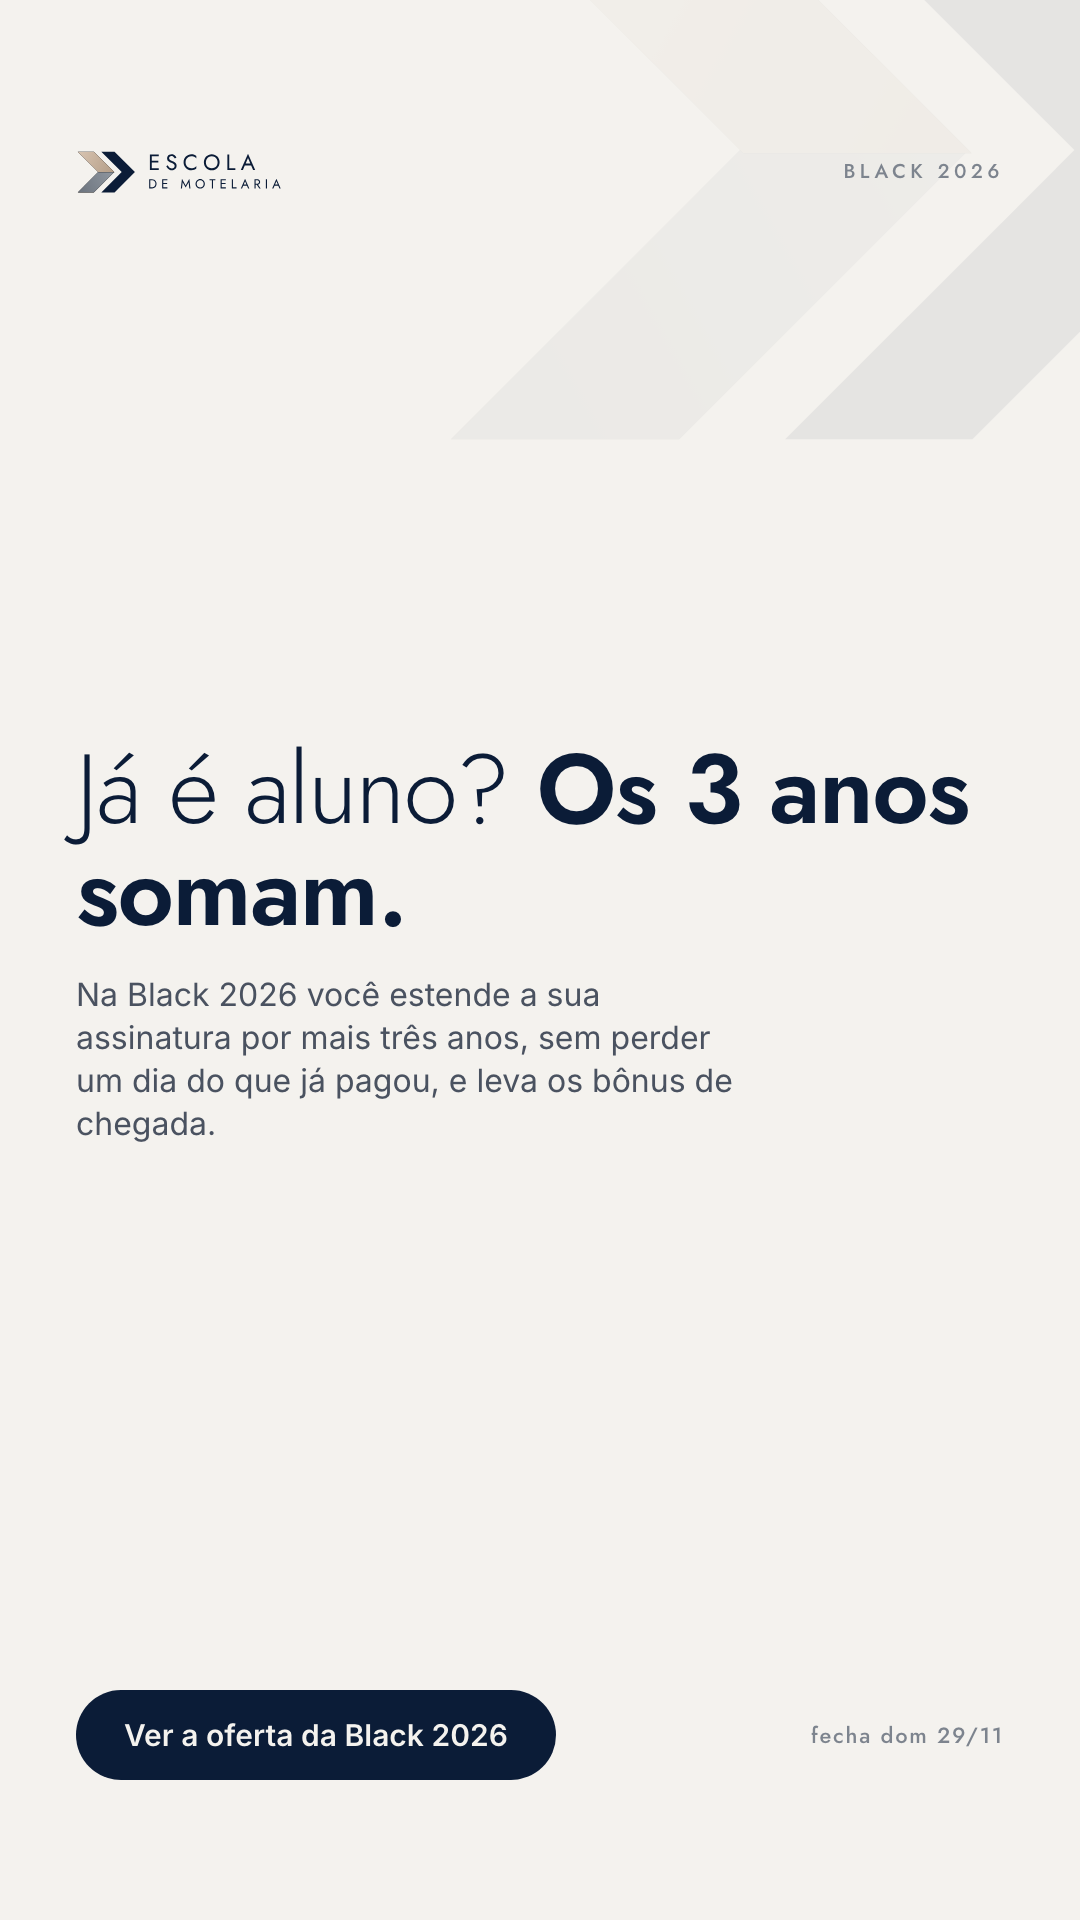 ESCOLA
DE MOTELARIA
BLACK 2026
Já é aluno? Os 3 anos
somam.
Na Black 2026 você estende a sua
assinatura por mais três anos, sem perder
um dia do que já pagou, e leva os bônus de
chegada.
Ver a oferta da Black 2026
fecha dom 29/11